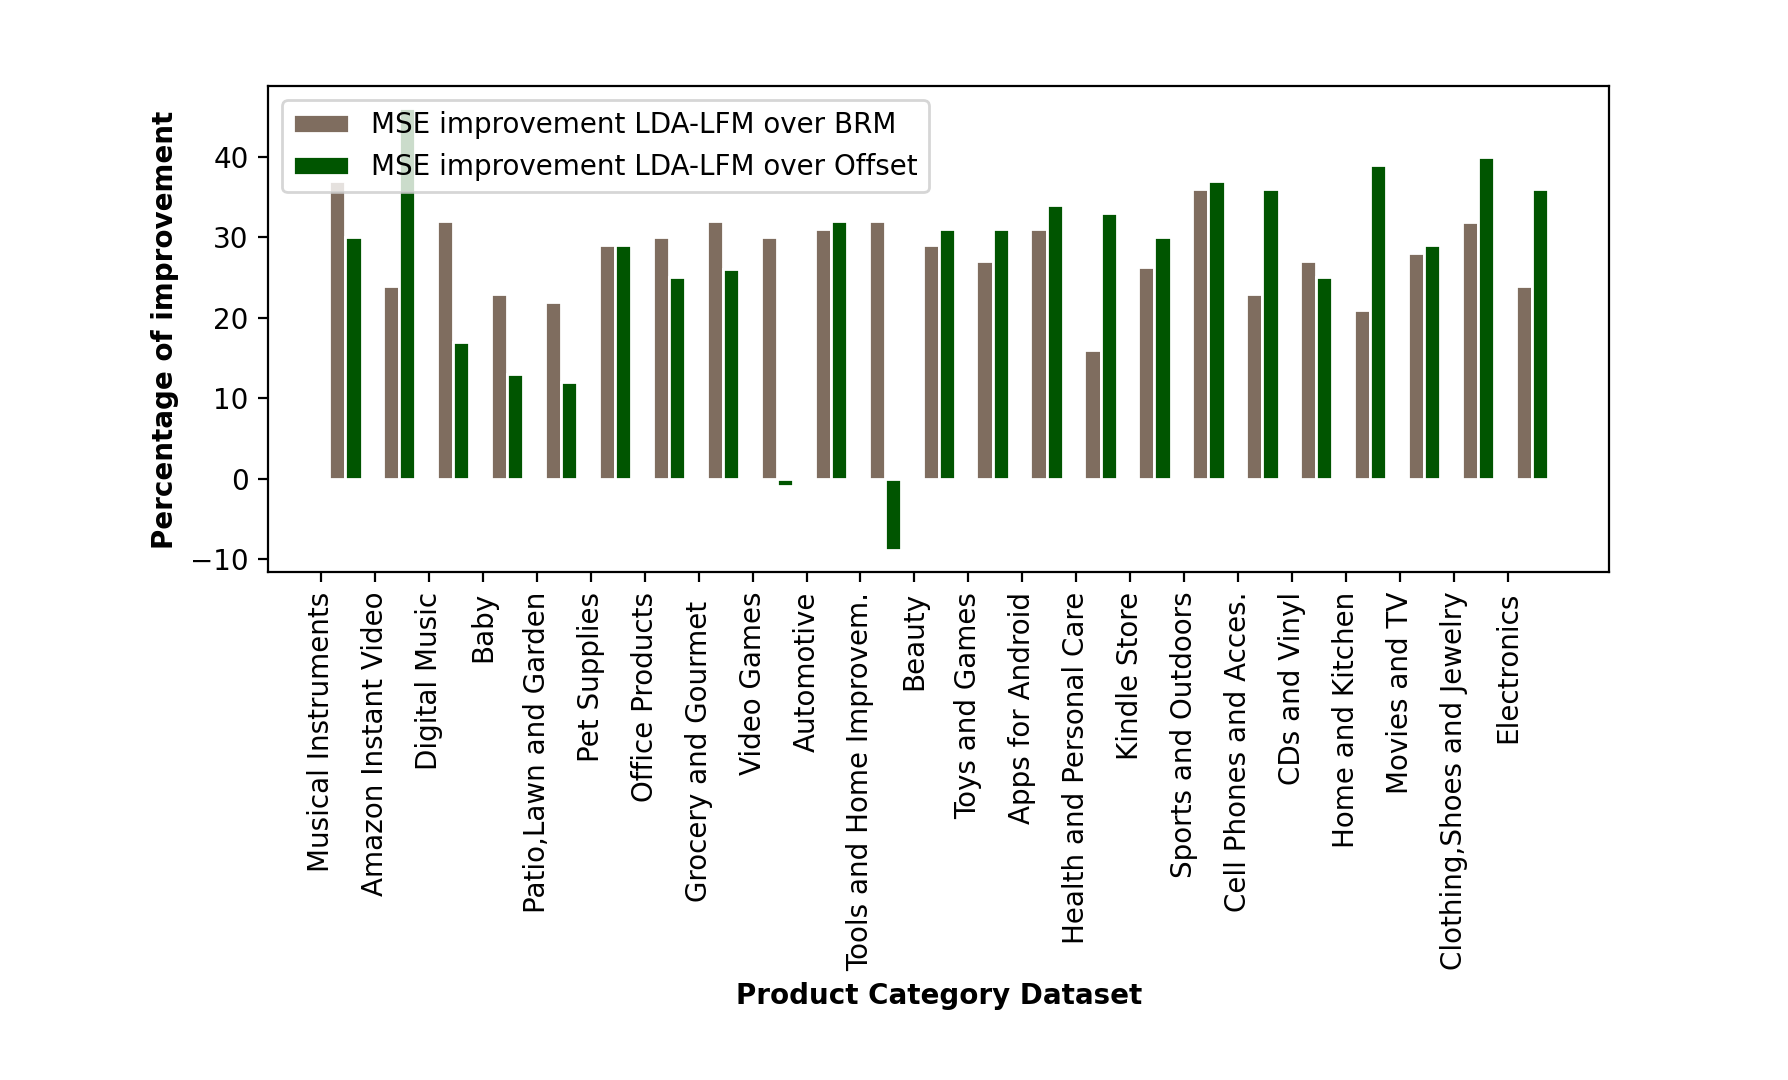 MSE improvement LDA-LFM over BRM
MSE improvement LDA-LFM over Offset
Percentage of improvement
40
30
20
10
0
−10
Musical Instruments
Amazon Instant Video
Digital Music
Baby
Patio,Lawn and Garden
Pet Supplies
Office Products
Grocery and Gourmet
Video Games
Automotive
Tools and Home Improvem.
Beauty
Toys and Games
Apps for Android
Health and Personal Care
Kindle Store
Sports and Outdoors
Cell Phones and Acces.
CDs and Vinyl
Home and Kitchen
Movies and TV
Clothing,Shoes and Jewelry
Electronics
Product Category Dataset